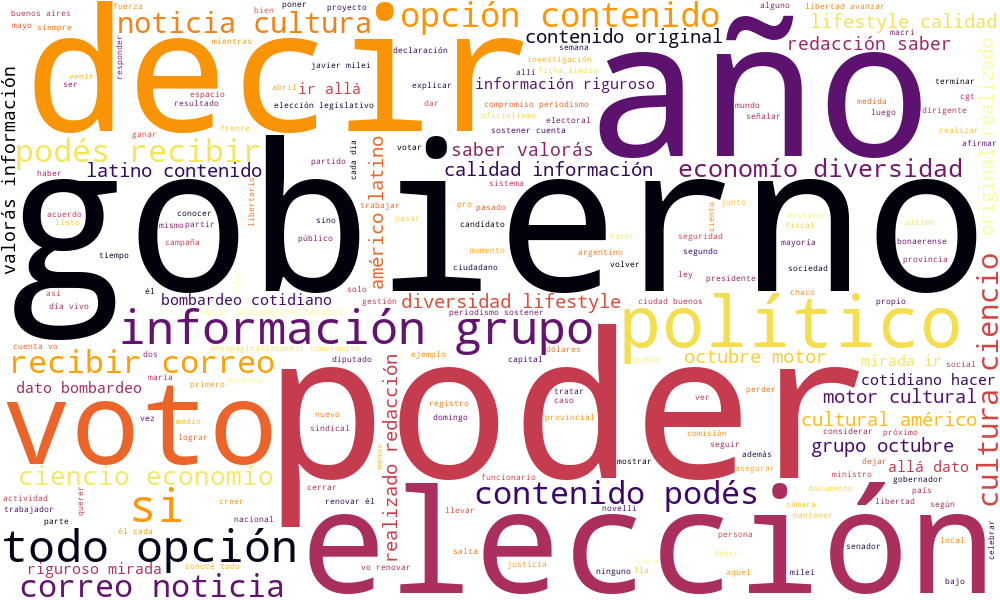 buenos aires
fuerza
bien
poner
proyecto
opción contenido
alguno
libertad avanzar
mayo
siempre
noticia cultura
mientras
macri
lifestyle calidad
decir
año
contenido original
redacción saber
responder
declaración
semana
investigación
venir
ser
javier milei
allí
ficha limpio
ir allá
explicar
información riguroso
terminar
cgt
espacio
resultado
abril
elección legislativo
dar
compromiso periodismo
mundo
medida
luego
dirigente
oficialismo
electoral
señalar
ganar
frente
sostener cuenta
realizar
afirmar
valorás información
original realizado
podés recibir
cada día
partido
votar
saber valorás
haber
latino contenido
américo latino
calidad información
economío diversidad
gobierno
libertario
trabajar
sistema
acuerdo
listo
conocer
mismo
partir
sino
pasar
pro
pasado
ciento
junto
destacar
fiscal
último
candidato
campaña
público
momento
argentino
hacer
seguridad
segundo
mayoría
bonaerense
tiempo
ciudadano
volver
ley
presidente
sociedad
provincia
así
él
solo
gestión
chaco
día vivo
bombardeo cotidiano
diversidad lifestyle
ciudad buenos
propio
periodismo sostener
información grupo
político
cuenta vo
dos
diputado
ejemplo
capital
dólares
quedar
octubre motor
mirada ir
social
recibir correo
maría
primero
derecho
poder
dato bombardeo
tratar
caso
ver
perder
cotidiano hacer
motor cultural
voto
vez
medio
lograr
nuevo
sindical
registro
domingo
provincial
cultural américo
comisión
seguir
además
considerar
próximo
grupo octubre
menos
realizado redacción
mostrar
asegurar
dejar
allá dato
ministro
gobernador
cultura ciencio
ciencio economío
cerrar
funcionario
contenido podés
documento
país
actividad
trabajador
querer
si
creer
renovar él
llevar
novelli
cámara
mantener
libertad
según
parte
él cada
nacional
elección
persona
senador
local
celebrar
todo opción
salta
justicia
deber
riguroso mirada
conocé todo
vo renovar
ninguno
lla
aquel
milei
bajo
correo noticia